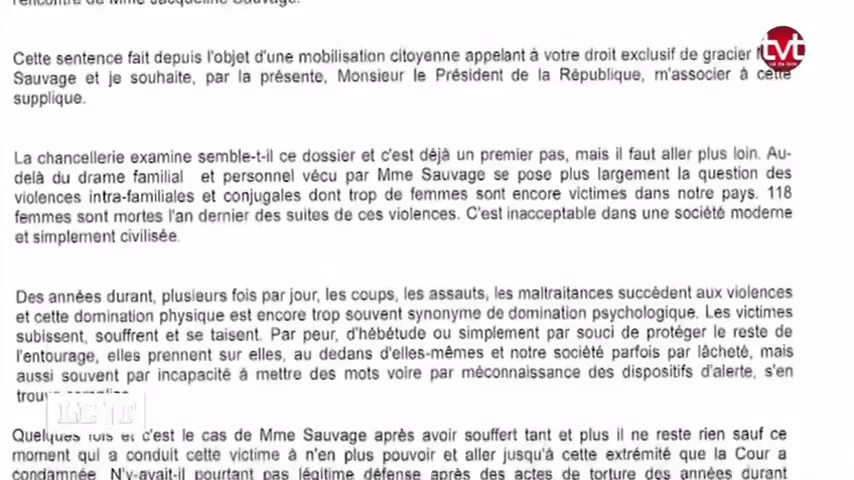 rencontre de Mme Jacqueline Sauvage.
Cette sentence fait depuis l'objet d'une mobilisation citoyenne appelant à votre droit exclusif de gracier
Sauvage et je souhaite, par la présente, Monsieur le Président de la République, m'associer à cette
supplique.
tvt
La chancellerie examine semble-t-il ce dossier et c'est déjà un premier pas, mais il faut aller plus loin. Au-
delà du drame familial et personnel vécu par Mme Sauvage se pose plus largement la question des
violences intra-familiales et conjugales dont trop de femmes sont encore victimes dans notre pays. 118
femmes sont mortes l'an dernier des suites de ces violences. C'est inacceptable dans une société moderne
et simplement civilisée.
Des années durant, plusieurs fois par jour, les coups, les assauts, les maltraitances succèdent aux violences
et cette domination physique est encore trop souvent synonyme de domination psychologique. Les victimes
subissent, souffrent et se taisent. Par peur, d'hébétude ou simplement par souci de protéger le reste de
l'entourage, elles prennent sur elles, au dedans d'elles-mêmes et notre société parfois par lâcheté, mais
aussi souvent par incapacité à mettre des mots voire par méconnaissance des dispositifs d'alerte, s'en
LE JT
Quelques fois et c'est le cas de Mme Sauvage après avoir souffert tant et plus il ne reste rien sauf ce
moment qui a conduit cette victime à n'en plus pouvoir et aller jusqu'à cette extrémité que la Cour a
condamnée. N'y-avait-il pourtant pas légitime défense après des actes de torture des années durant